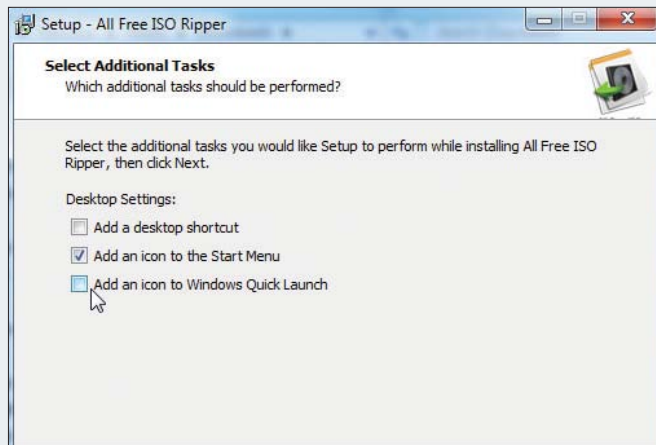 Setup - All Free ISO Ripper
Select Additional Tasks
Which additional tasks should be performed?
Select the additional tasks you would like Setup to perform while installing All Free ISO
Ripper, then click Next.
Desktop Settings:
Add a desktop shortcut
Add an icon to the Start Menu
Add an icon to Windows Quick Launch